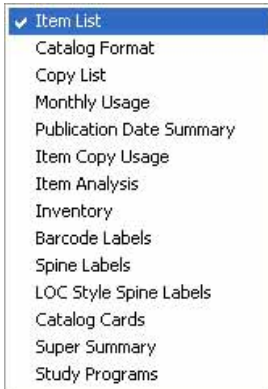 Item List
Catalog Format
Copy List
Monthly Usage
Publication Date Summary
Item Copy Usage
Item Analysis
Inventory
Barcode Labels
Spine Labels
LOC Style Spine Labels
Catalog Cards
Super Summary
Study Programs